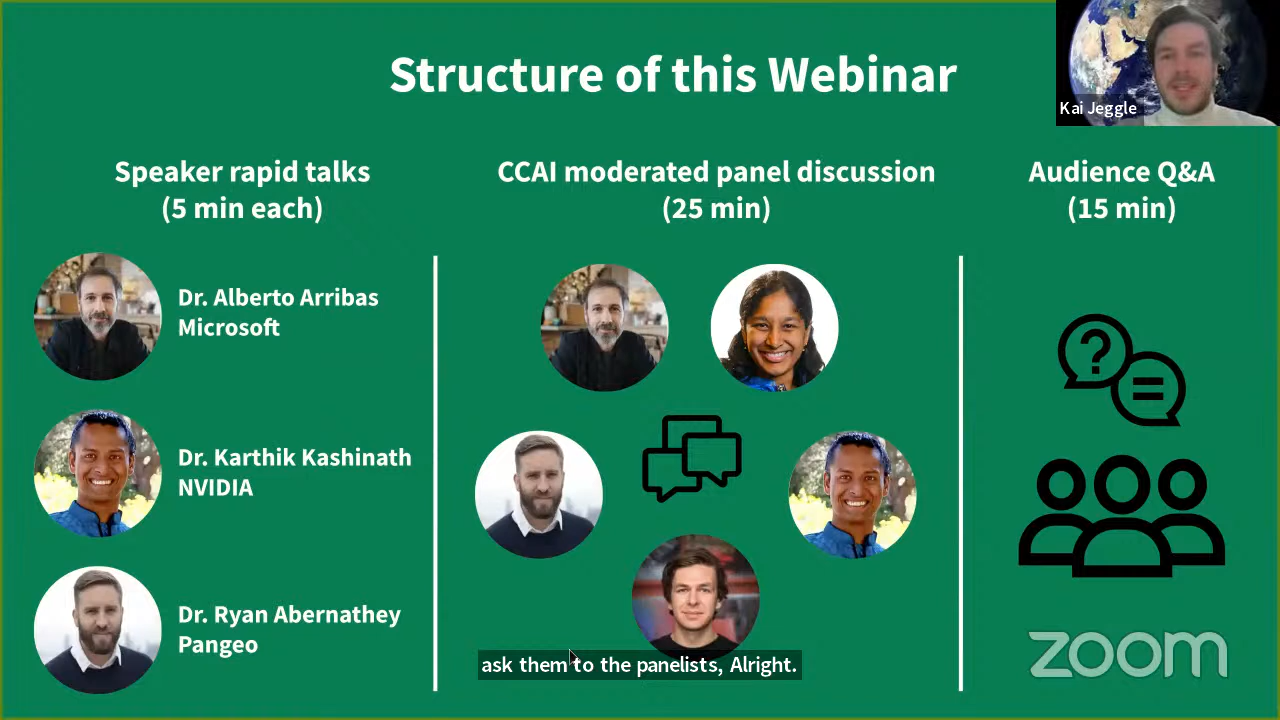 Structure of this Webinar
Kai Jeggle
Speaker rapid talks
(5 min each)
CCAI moderated panel discussion
(25 min)
Audience Q&A
(15 min)
Dr. Alberto Arribas
Microsoft
Dr. Karthik Kashinath
NVIDIA
Dr. Ryan Abernathey
Pangeo
?
=
ask them to the panelists, Alright.
zoom